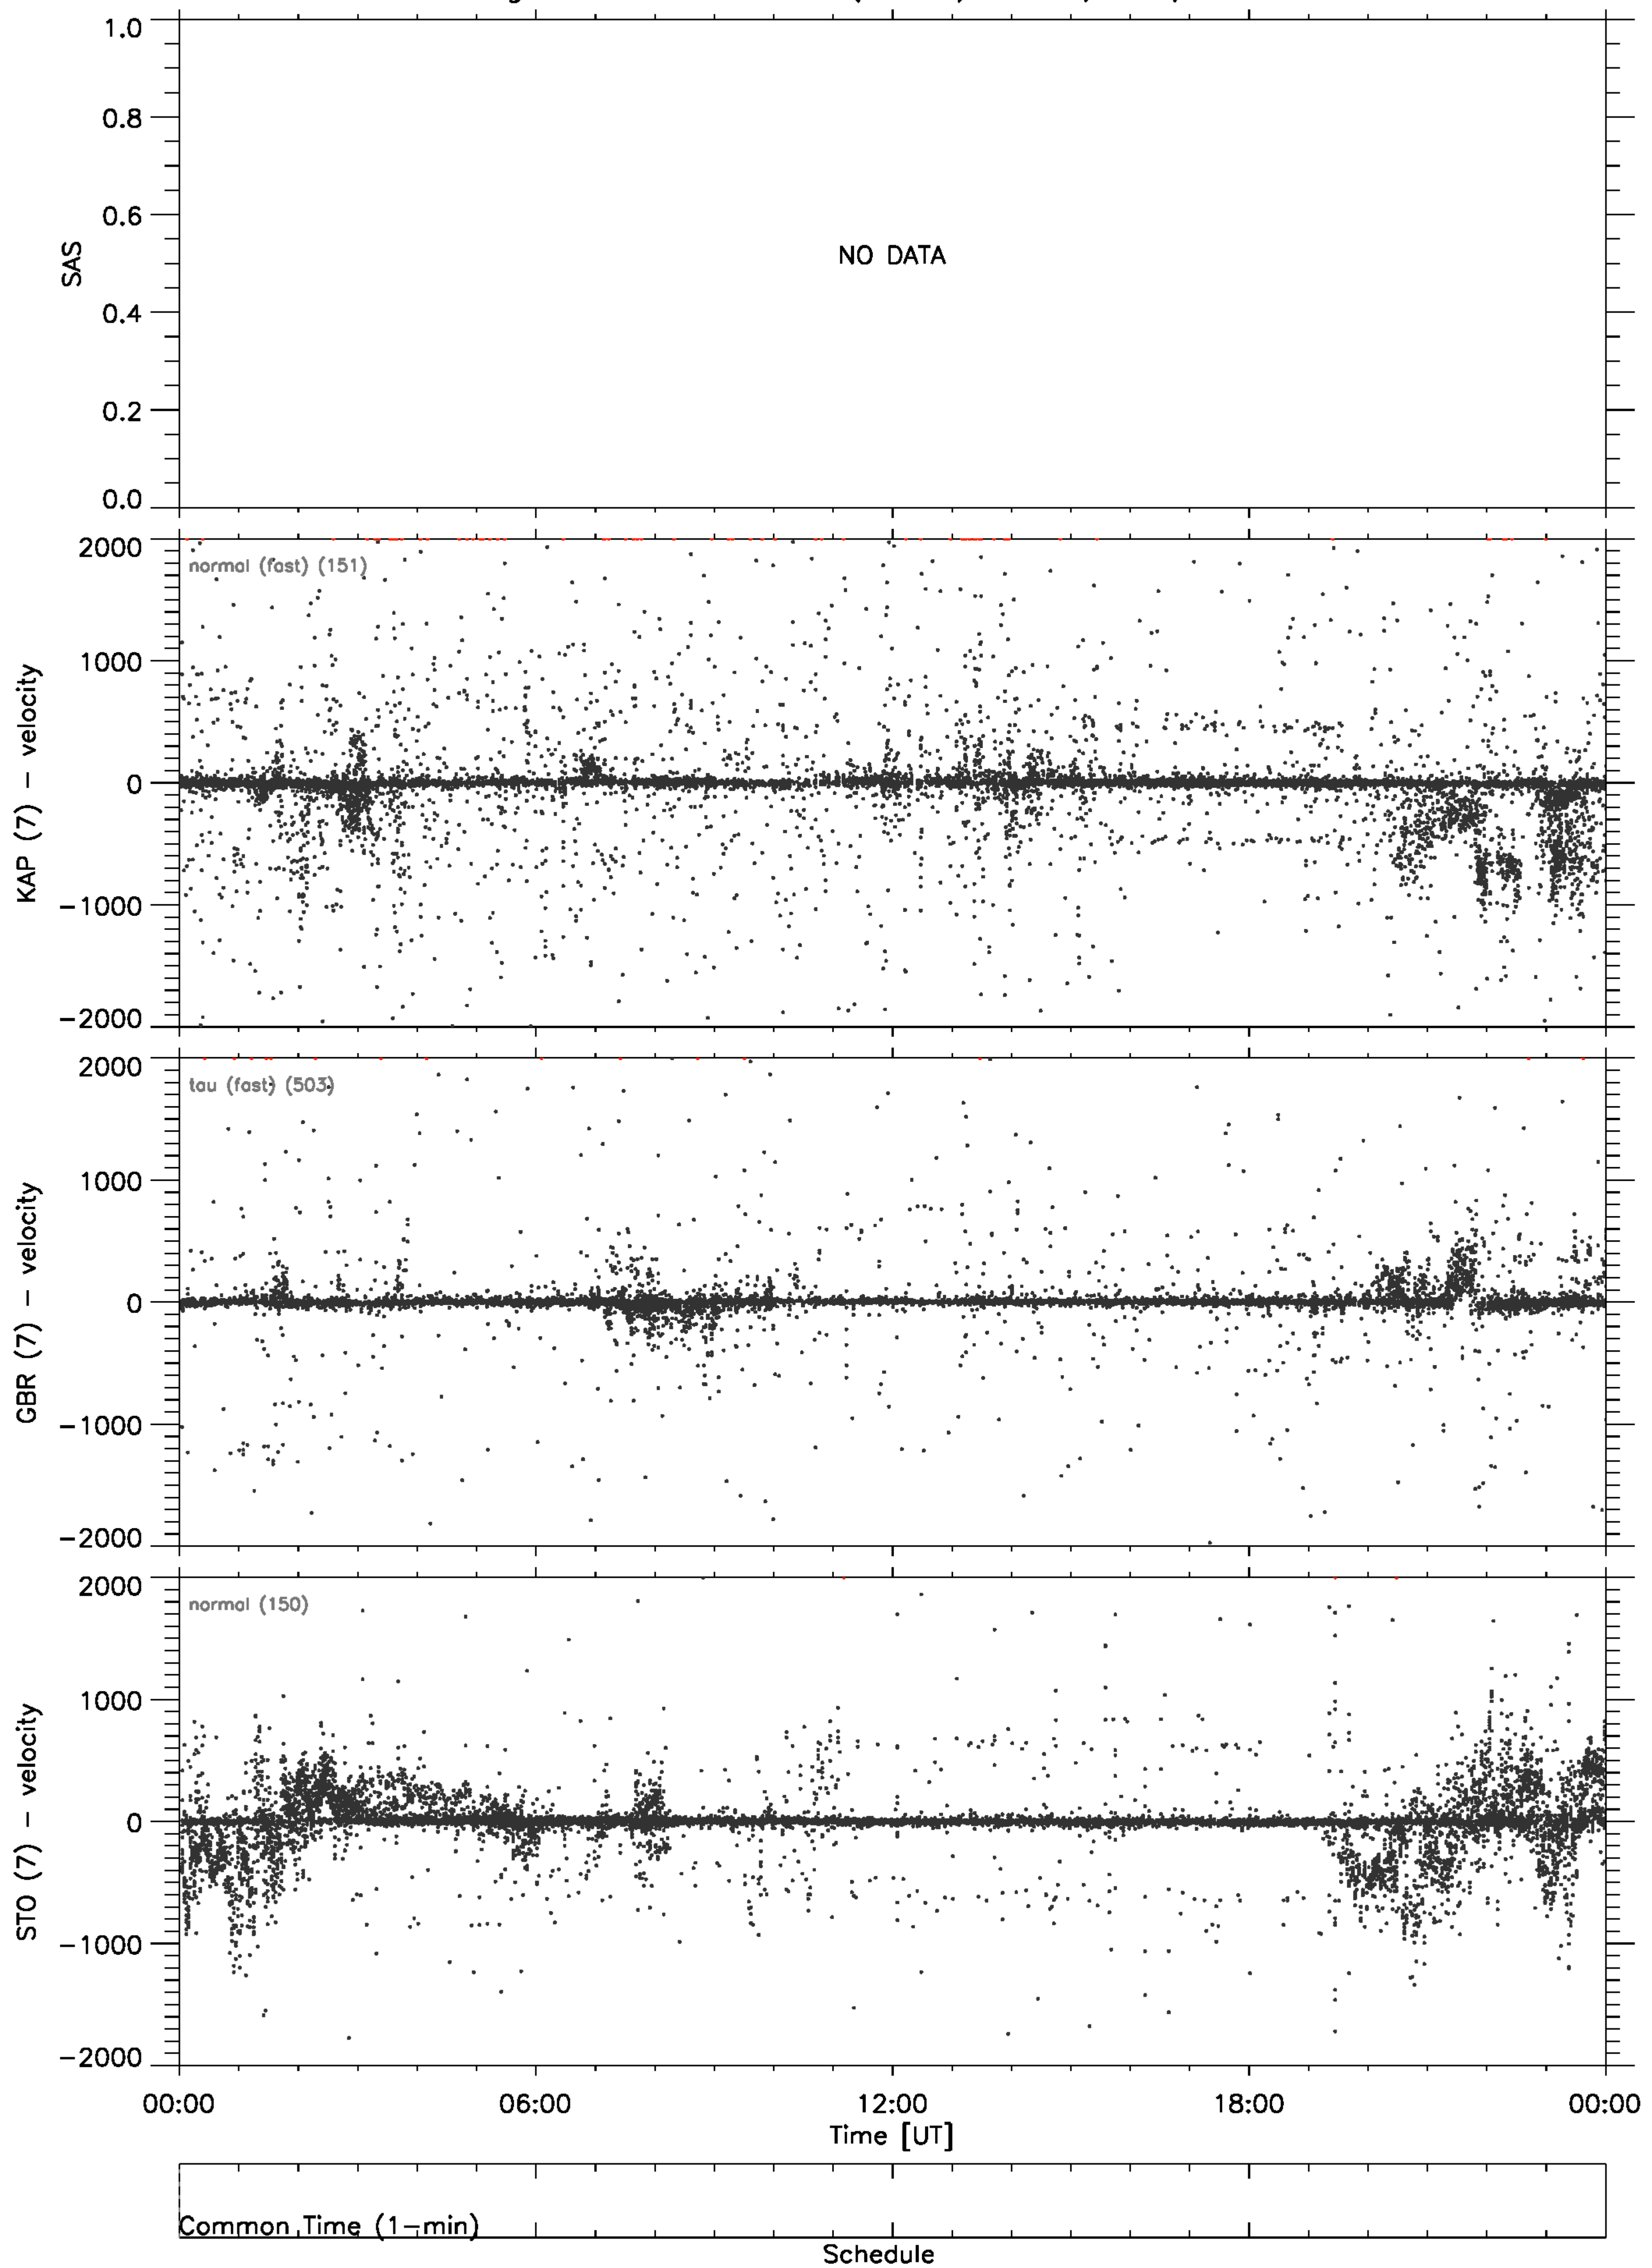 1.0
0.8
0.6
0.4
0.2
0.0
SAS
NO DATA
2000
1000
0
−1000
−2000
KAP (7) − velocity
normal (fast) (151)
2000
1000
0
−1000
−2000
GBR (7) − velocity
tau (fast) (503)
2000
1000
0
−1000
−2000
STO (7) − velocity
normal (150)
00:00 06:00 12:00 18:00 00:00
Time [UT]
Common Time (1−min)
Schedule